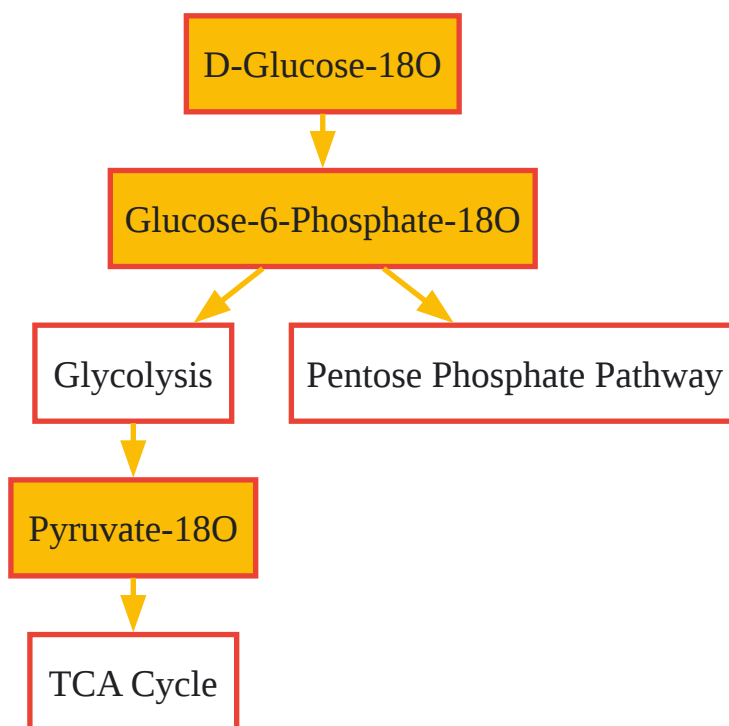 D-Glucose-18O
Glucose-6-Phosphate-18O
Glycolysis
Pentose Phosphate Pathway
Pyruvate-18O
TCA Cycle